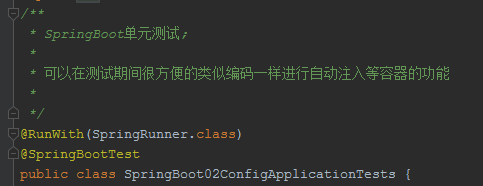 /**
* SpringBoot单元测试;
*
* 可以在测试期间很方便的类似编码一样进行自动注入等容器的功能
*
*/
@RunWith(SpringRunner.class)
@SpringBootTest
public class SpringBoot02ConfigApplicationTests {